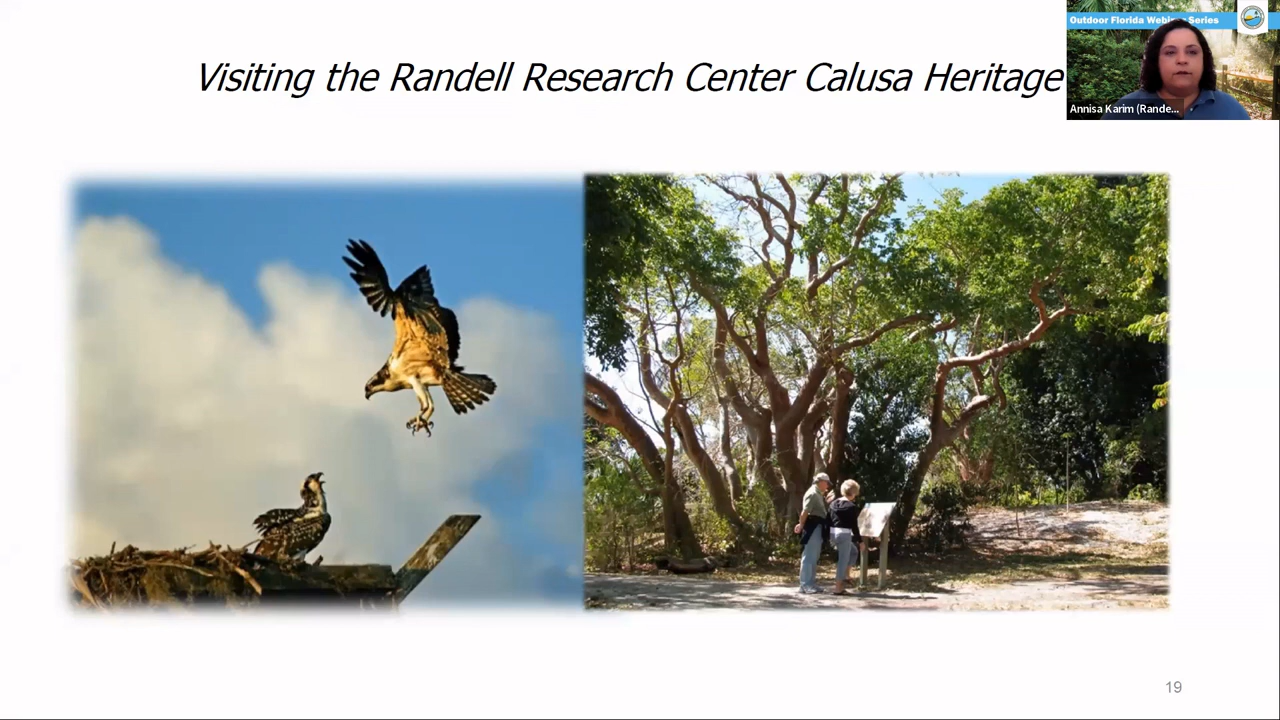 Outdoor Florida Webinar Series
Visiting the Randell Research Center Calusa Heritage
Annisa Karim (Rande...
19